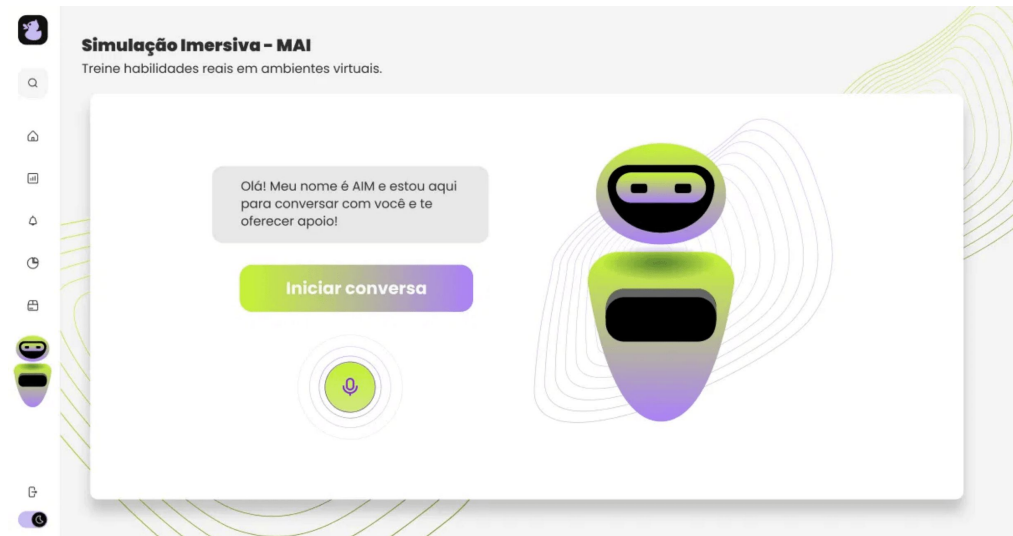 Simulação Imersiva - MAI
Treine habilidades reais em ambientes virtuais.
Olá! Meu nome é AIM e estou aqui
para conversar com você e te
oferecer apoio!
Iniciar conversa